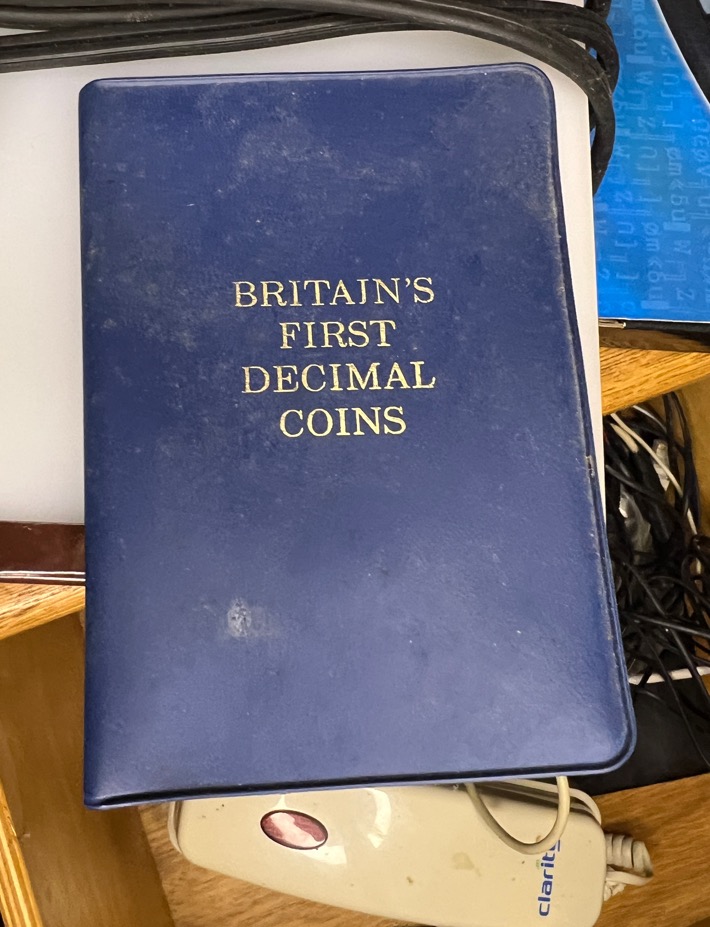 BRITAIN'S
FIRST
DECIMAL
COINS
clarity